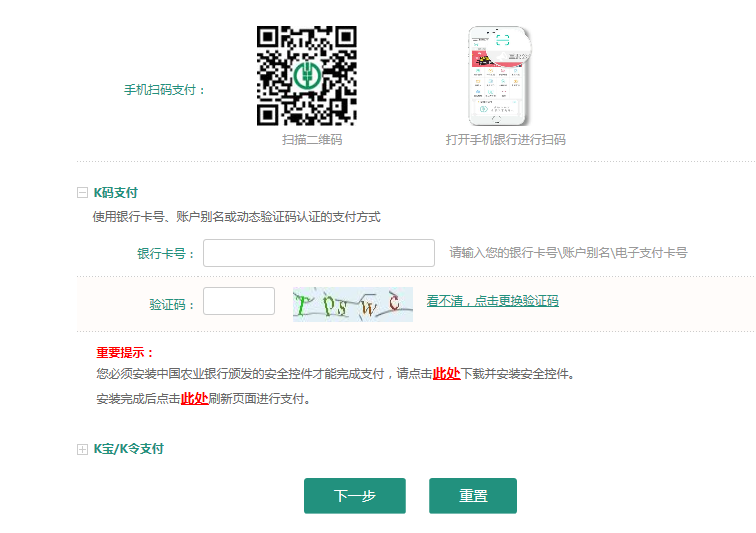 手机扫码支付：
扫描二维码
打开手机银行进行扫码
K码支付
使用银行卡号、账户别名或动态验证码认证的支付方式
银行卡号：
请输入您的银行卡号\账户别名\电子支付卡号
验证码：
看不清，点击更换验证码
重要提示：
您必须安装中国农业银行颁发的安全控件才能完成支付，请点击此处下载并安装安全控件。
安装完成后点击此处刷新页面进行支付。
K宝/K令支付
下一步
重置